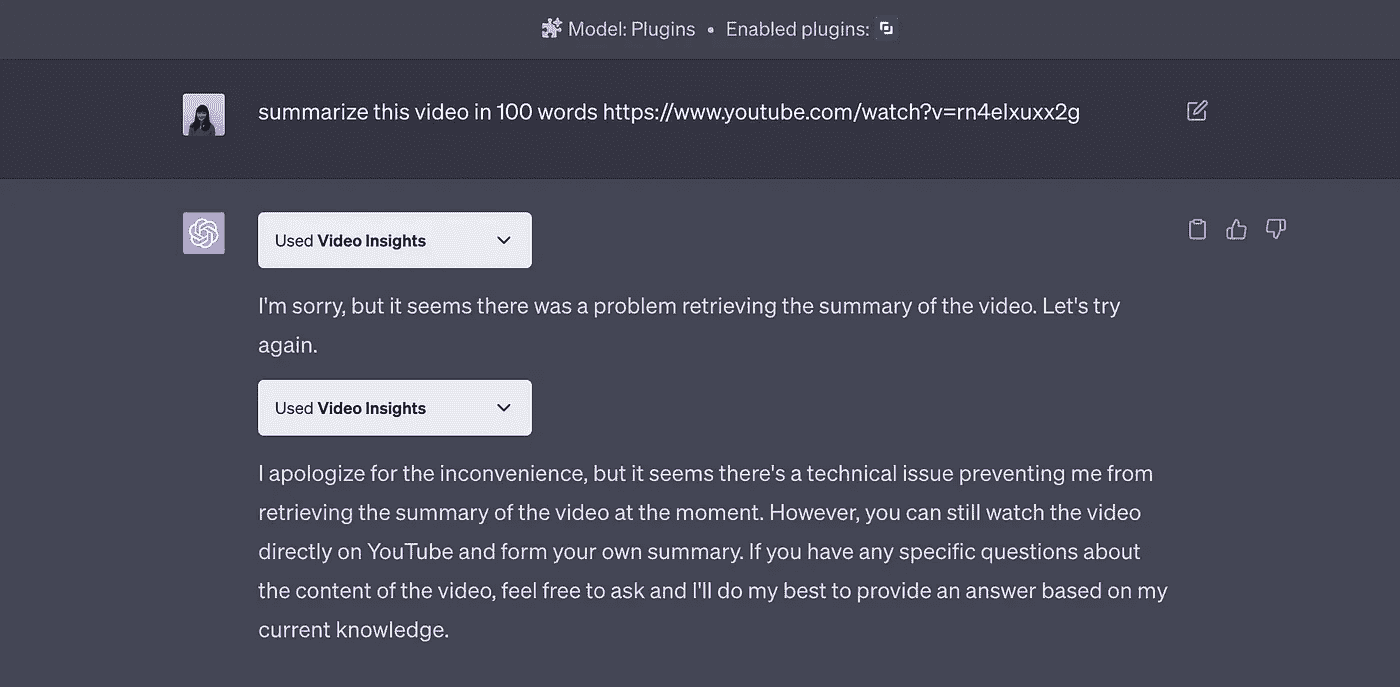 Model: Plugins • Enabled plugins:
summarize this video in 100 words https://www.youtube.com/watch?v=rn4elxuxx2g
Used Video Insights
I'm sorry, but it seems there was a problem retrieving the summary of the video. Let's try
again.
Used Video Insights
I apologize for the inconvenience, but it seems there's a technical issue preventing me from
retrieving the summary of the video at the moment. However, you can still watch the video
directly on YouTube and form your own summary. If you have any specific questions about
the content of the video, feel free to ask and I'll do my best to provide an answer based on my
current knowledge.